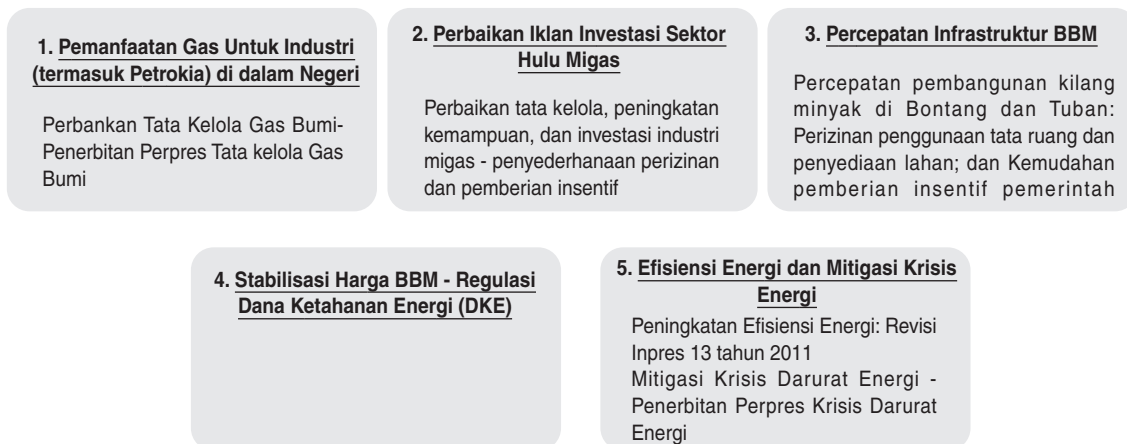 1. Pemanfaatan Gas Untuk Industri
(termasuk Petrokia) di dalam Negeri
Perbankan Tata Kelola Gas Bumi-
Penerbitan Perpres Tata kelola Gas
Bumi
2. Perbaikan Iklan Investasi Sektor
Hulu Migas
Perbaikan tata kelola, peningkatan
kemampuan, dan investasi industri
migas - penyederhanaan perizinan
dan pemberian insentif
3. Percepatan Infrastruktur BBM
Percepatan pembangunan kilang
minyak di Bontang dan Tuban:
Perizinan penggunaan tata ruang dan
penyediaan lahan; dan Kemudahan
pemberian insentif pemerintah
4. Stabilisasi Harga BBM - Regulasi
Dana Ketahanan Energi (DKE)
5. Efisiensi Energi dan Mitigasi Krisis
Energi
Peningkatan Efisiensi Energi: Revisi
Inpres 13 tahun 2011
Mitigasi Krisis Darurat Energi -
Penerbitan Perpres Krisis Darurat
Energi